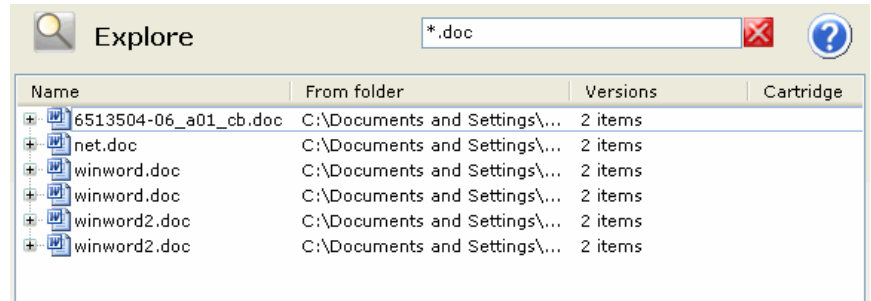 Explore *.doc
Name From folder Versions Cartridge
6513504-06_a01_cb.doc C:\Documents and Settings\... 2 items
net.doc C:\Documents and Settings\... 2 items
winword.doc C:\Documents and Settings\... 2 items
winword.doc C:\Documents and Settings\... 2 items
winword2.doc C:\Documents and Settings\... 2 items
winword2.doc C:\Documents and Settings\... 2 items